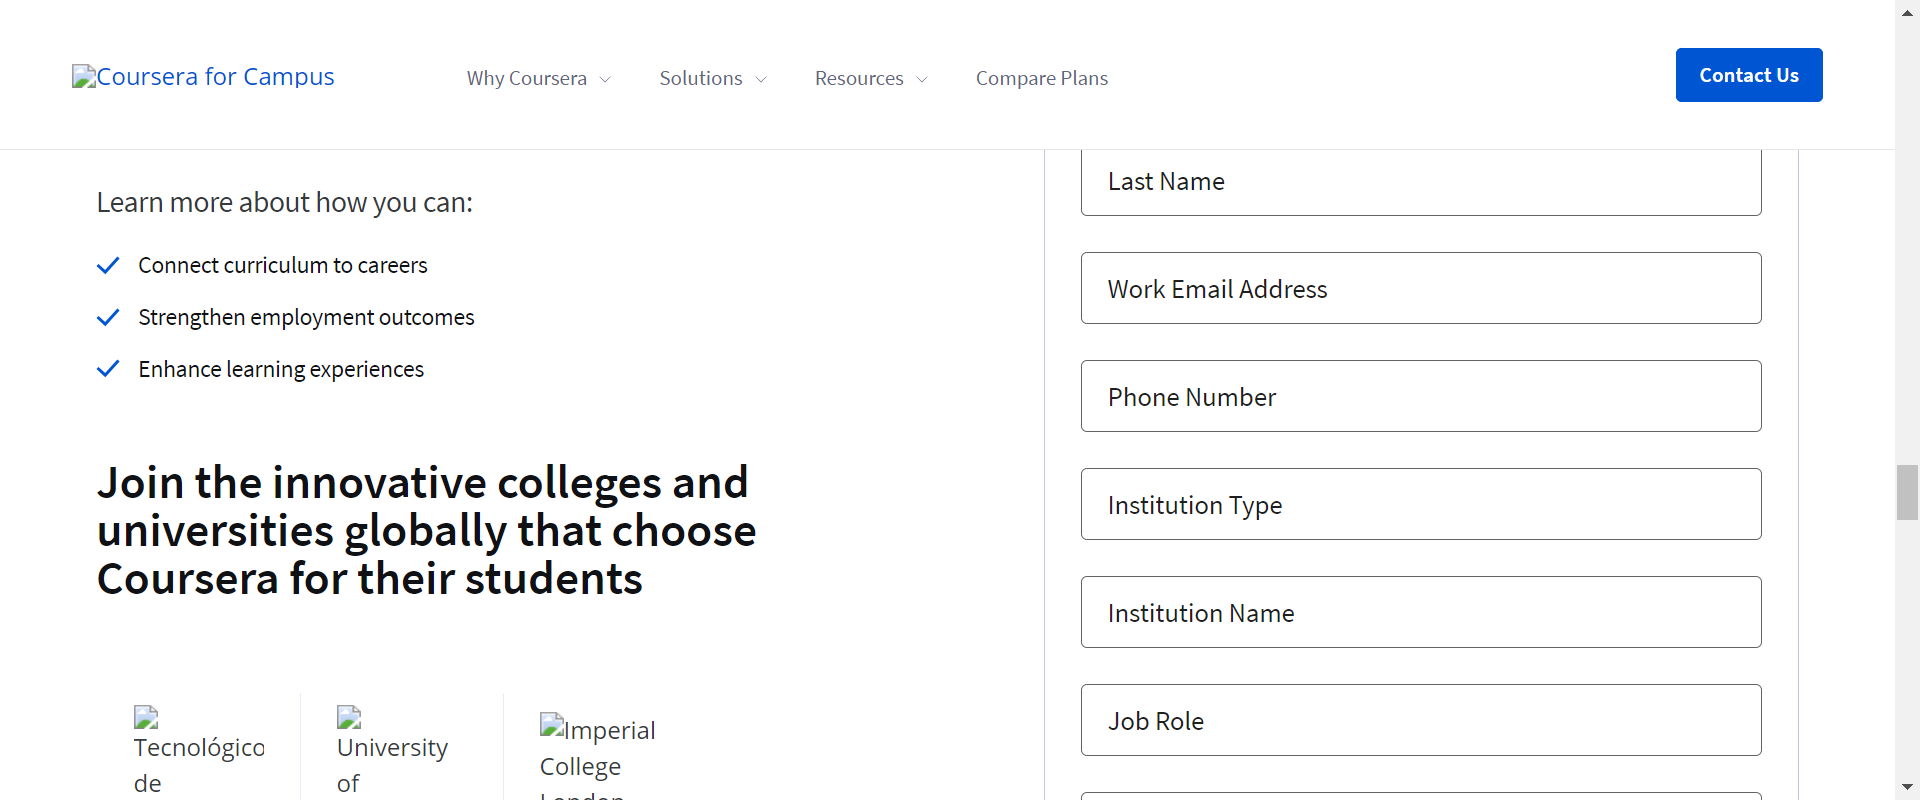 Coursera for Campus
Why Coursera
Solutions
Resources
Compare Plans
Contact Us
Learn more about how you can:
Connect curriculum to careers
Strengthen employment outcomes
Enhance learning experiences
Join the innovative colleges and
universities globally that choose
Coursera for their students
Tecnológico
de
University
of
Imperial
College
London
Last Name
Work Email Address
Phone Number
Institution Type
Institution Name
Job Role